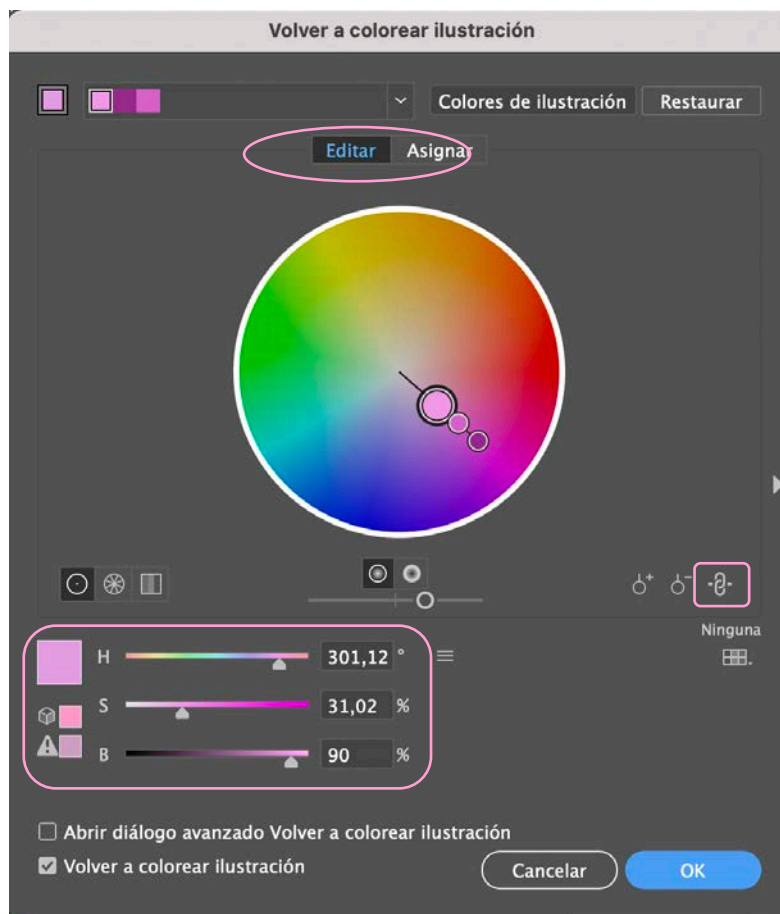 Volver a colorear ilustración
Colores de ilustración Restaurar
Editar Asignar
Ninguna
H 301,12 °
S 31,02 %
B 90 %
Abrir diálogo avanzado Volver a colorear ilustración
Volver a colorear ilustración
Cancelar OK